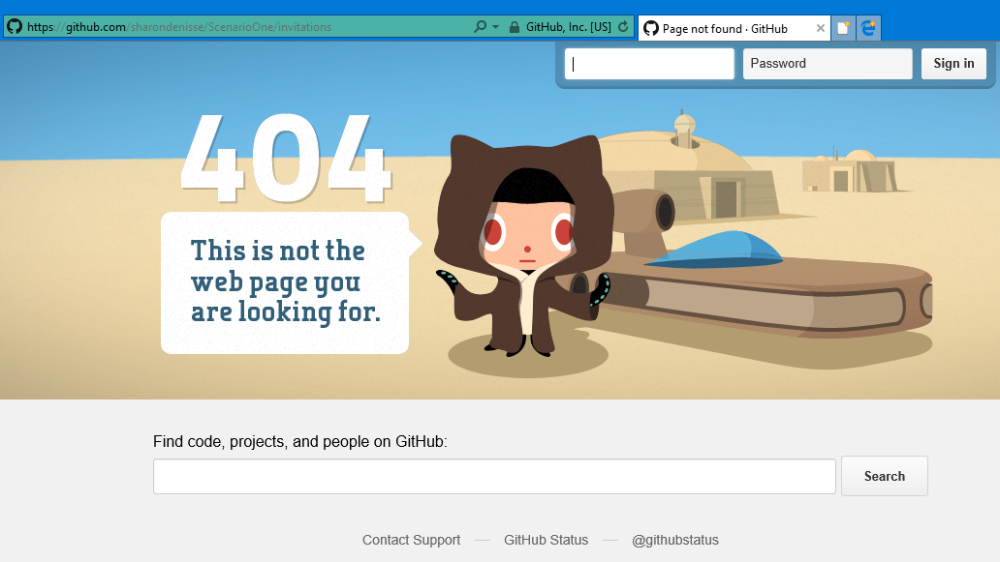 https://github.com/sharondenisse/ScenarioOne/invitations
GitHub, Inc. [US]
Page not found · GitHub
Password
Sign in
404
This is not the
web page you
are looking for.
Find code, projects, and people on GitHub:
Search
Contact Support — GitHub Status — @githubstatus